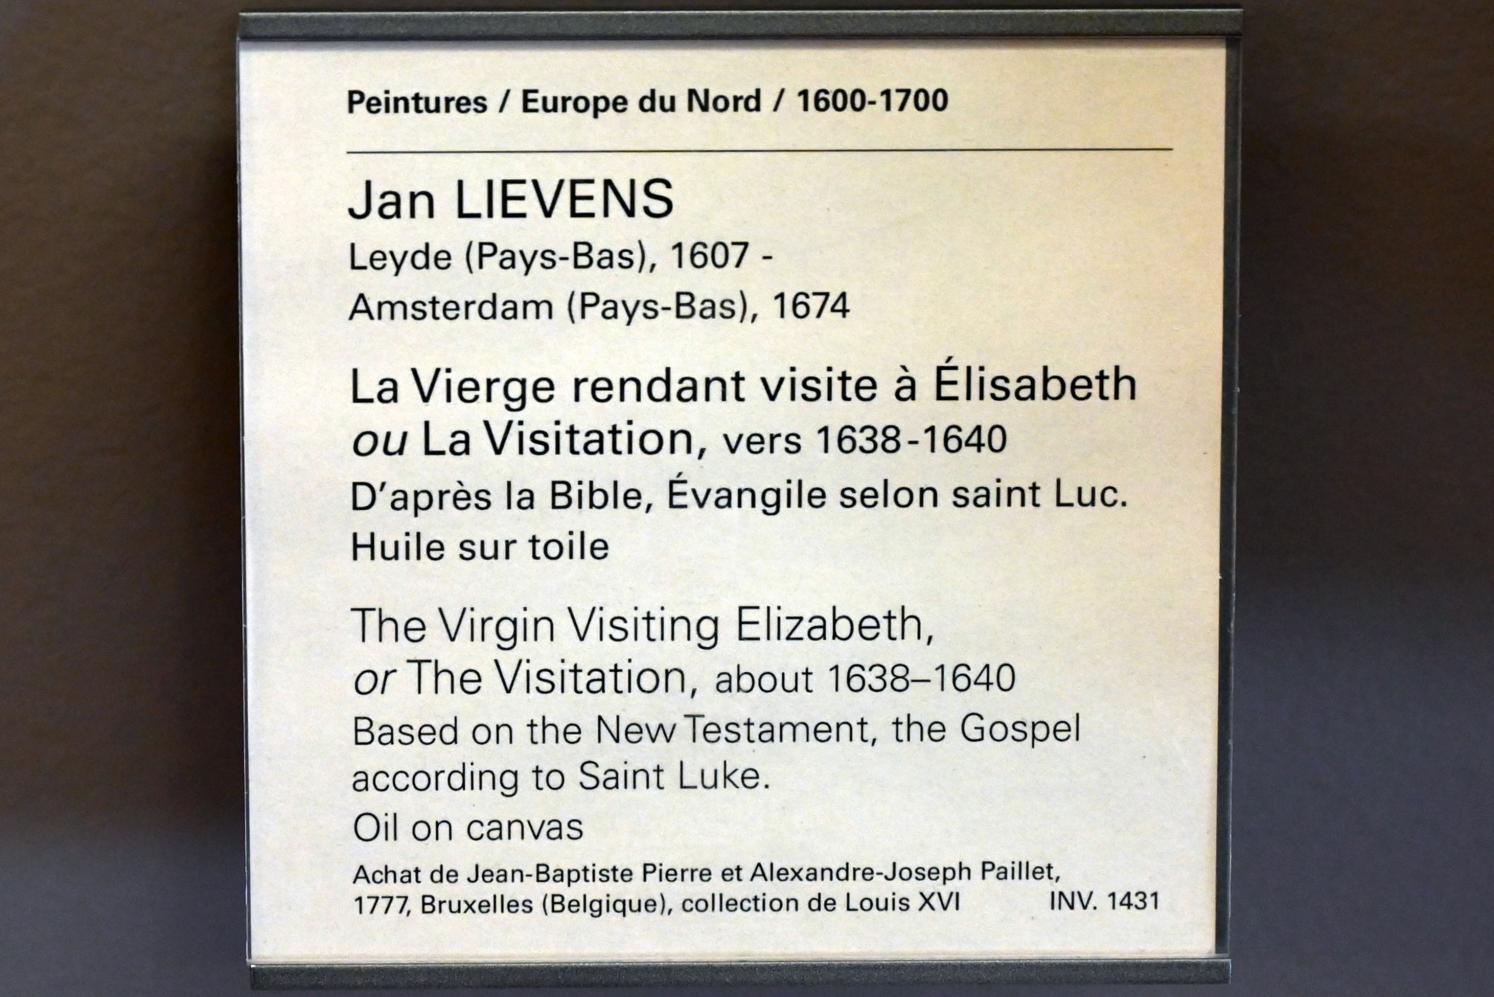 Peintures / Europe du Nord / 1600-1700
Jan LIEVENS
Leyde (Pays-Bas), 1607 -
Amsterdam (Pays-Bas), 1674
La Vierge rendant visite à Élisabeth
ou La Visitation, vers 1638-1640
D'après la Bible, Évangile selon saint Luc.
Huile sur toile
The Virgin Visiting Elizabeth,
or The Visitation, about 1638–1640
Based on the New Testament, the Gospel
according to Saint Luke.
Oil on canvas
Achat de Jean-Baptiste Pierre et Alexandre-Joseph Paillet,
1777, Bruxelles (Belgique), collection de Louis XVI INV. 1431